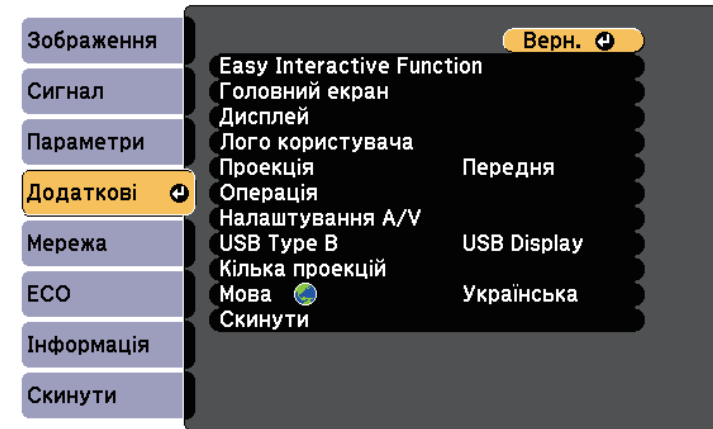 Зображення
Сигнал
Параметри
Додаткові
Мережа
ECO
Інформація
Скинути
Верн.
Easy Interactive Function
Головний екран
Дисплей
Лого користувача
Проекція Передня
Операція
Налаштування A/V
USB Type B USB Display
Кілька проекцій
Мова Українська
Скинути